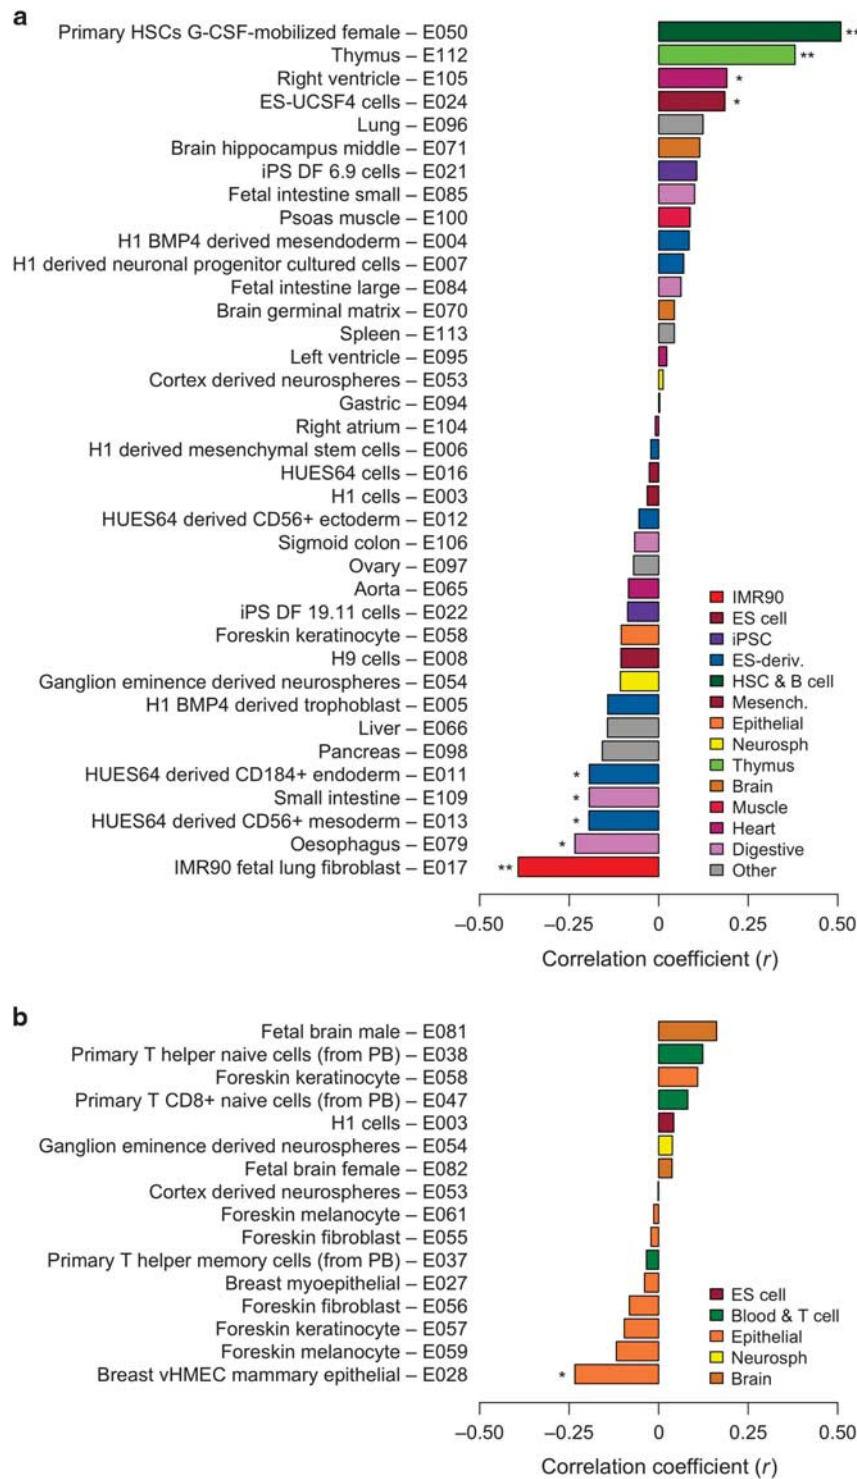 a
Primary HSCs G-CSF-mobilized female – E050
**
Thymus – E112
**
Right ventricle – E105
*
ES-UCSF4 cells – E024
*
Lung – E096
Brain hippocampus middle – E071
iPS DF 6.9 cells – E021
Fetal intestine small – E085
Psoas muscle – E100
H1 BMP4 derived mesendoderm – E004
H1 derived neuronal progenitor cultured cells – E007
Fetal intestine large – E084
Brain germinal matrix – E070
Spleen – E113
Left ventricle – E095
Cortex derived neurospheres – E053
Gastric – E094
Right atrium – E104
H1 derived mesenchymal stem cells – E006
HUES64 cells – E016
H1 cells – E003
HUES64 derived CD56+ ectoderm – E012
Sigmoid colon – E106
Ovary – E097
Aorta – E065
iPS DF 19.11 cells – E022
Foreskin keratinocyte – E058
H9 cells – E008
Ganglion eminence derived neurospheres – E054
H1 BMP4 derived trophoblast – E005
Liver – E066
Pancreas – E098
HUES64 derived CD184+ endoderm – E011
*
Small intestine – E109
*
HUES64 derived CD56+ mesoderm – E013
*
Oesophagus – E079
*
IMR90 fetal lung fibroblast – E017
**
IMR90
ES cell
iPSC
ES-deriv.
HSC & B cell
Mesench.
Epithelial
Neurosph
Thymus
Brain
Muscle
Heart
Digestive
Other
–0.50 –0.25 0 0.25 0.50
Correlation coefficient (r)
b
Fetal brain male – E081
Primary T helper naive cells (from PB) – E038
Foreskin keratinocyte – E058
Primary T CD8+ naive cells (from PB) – E047
H1 cells – E003
Ganglion eminence derived neurospheres – E054
Fetal brain female – E082
Cortex derived neurospheres – E053
Foreskin melanocyte – E061
Foreskin fibroblast – E055
Primary T helper memory cells (from PB) – E037
Breast myoepithelial – E027
Foreskin fibroblast – E056
Foreskin keratinocyte – E057
Foreskin melanocyte – E059
Breast vHMEC mammary epithelial – E028
*
ES cell
Blood & T cell
Epithelial
Neurosph
Brain
–0.50 –0.25 0 0.25 0.50
Correlation coefficient (r)